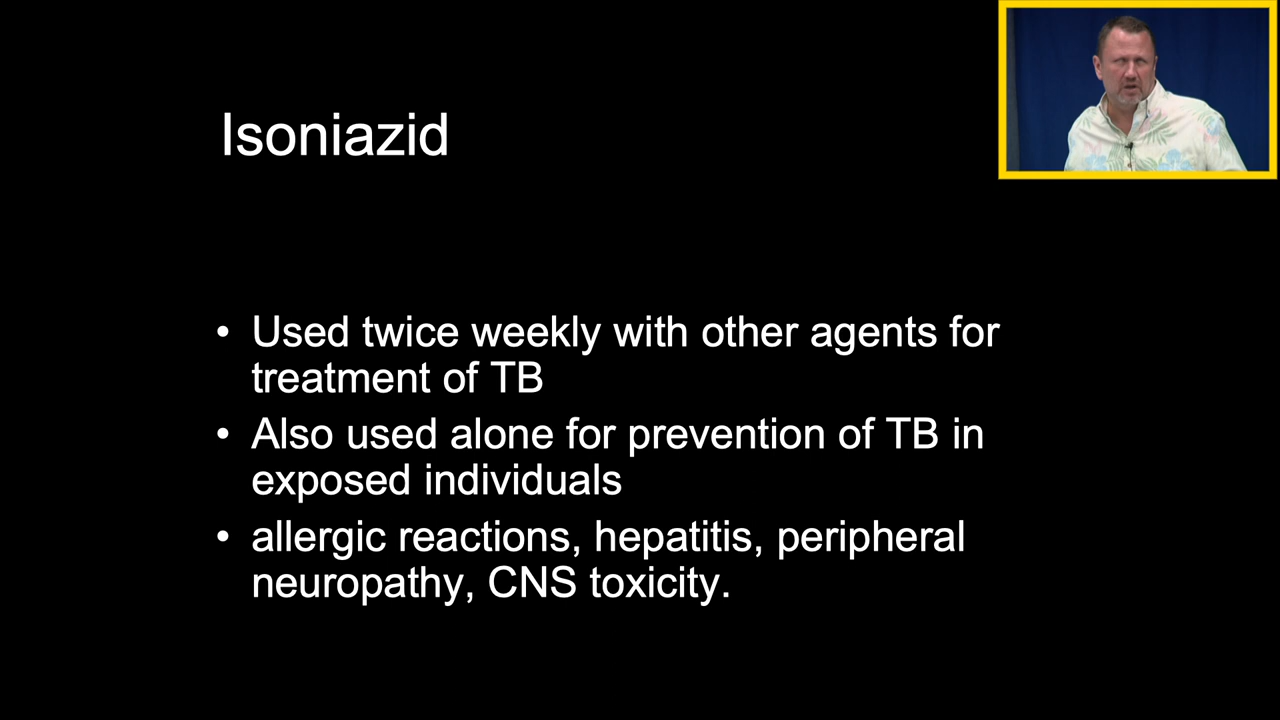 Isoniazid
• Used twice weekly with other agents for
treatment of TB
• Also used alone for prevention of TB in
exposed individuals
• allergic reactions, hepatitis, peripheral
neuropathy, CNS toxicity.